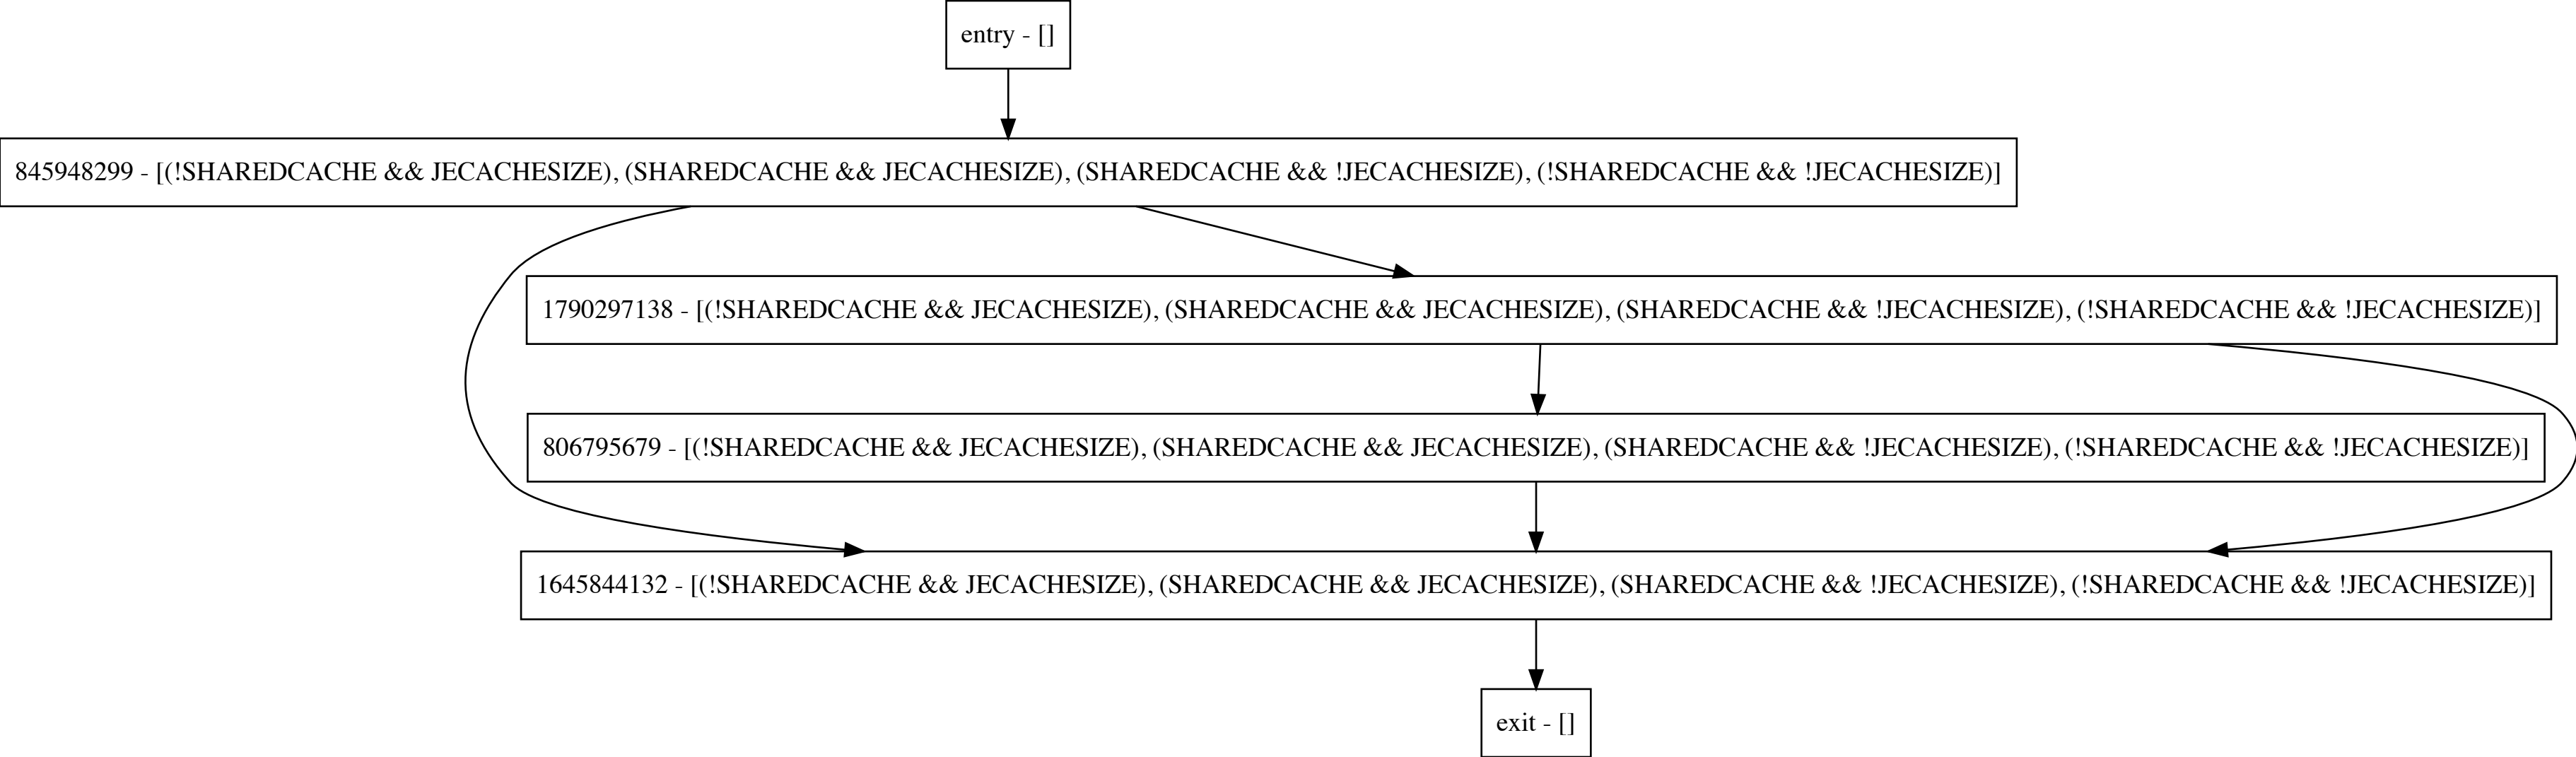 entry - []
845948299 - [(!SHAREDCACHE && JECACHESIZE), (SHAREDCACHE && JECACHESIZE), (SHAREDCACHE && !JECACHESIZE), (!SHAREDCACHE && !JECACHESIZE)]
1790297138 - [(!SHAREDCACHE && JECACHESIZE), (SHAREDCACHE && JECACHESIZE), (SHAREDCACHE && !JECACHESIZE), (!SHAREDCACHE && !JECACHESIZE)]
806795679 - [(!SHAREDCACHE && JECACHESIZE), (SHAREDCACHE && JECACHESIZE), (SHAREDCACHE && !JECACHESIZE), (!SHAREDCACHE && !JECACHESIZE)]
1645844132 - [(!SHAREDCACHE && JECACHESIZE), (SHAREDCACHE && JECACHESIZE), (SHAREDCACHE && !JECACHESIZE), (!SHAREDCACHE && !JECACHESIZE)]
exit - []